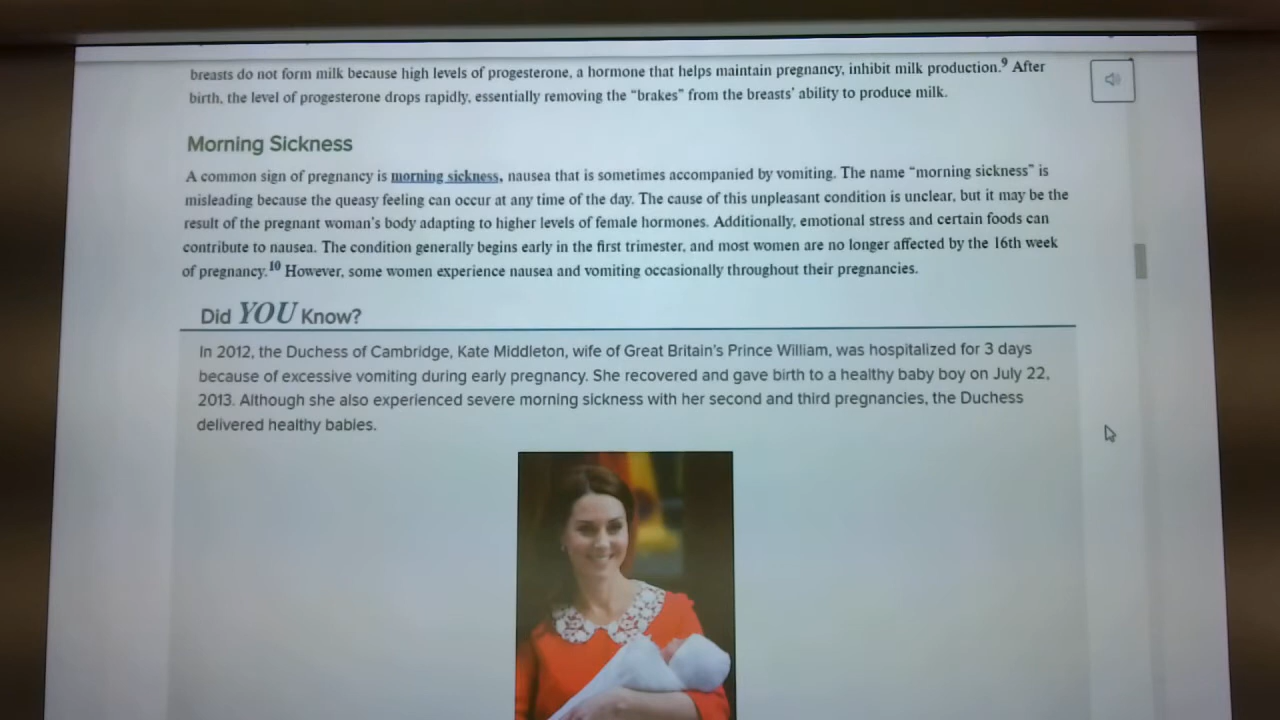 breasts do not form milk because high levels of progesterone, a hormone that helps maintain pregnancy, inhibit milk production.9 After
birth, the level of progesterone drops rapidly, essentially removing the “brakes” from the breasts’ ability to produce milk.
Morning Sickness
A common sign of pregnancy is morning sickness, nausea that is sometimes accompanied by vomiting. The name “morning sickness” is
misleading because the queasy feeling can occur at any time of the day. The cause of this unpleasant condition is unclear, but it may be the
result of the pregnant woman’s body adapting to higher levels of female hormones. Additionally, emotional stress and certain foods can
contribute to nausea. The condition generally begins early in the first trimester, and most women are no longer affected by the 16th week
of pregnancy.10 However, some women experience nausea and vomiting occasionally throughout their pregnancies.
Did YOU Know?
In 2012, the Duchess of Cambridge, Kate Middleton, wife of Great Britain’s Prince William, was hospitalized for 3 days
because of excessive vomiting during early pregnancy. She recovered and gave birth to a healthy baby boy on July 22,
2013. Although she also experienced severe morning sickness with her second and third pregnancies, the Duchess
delivered healthy babies.